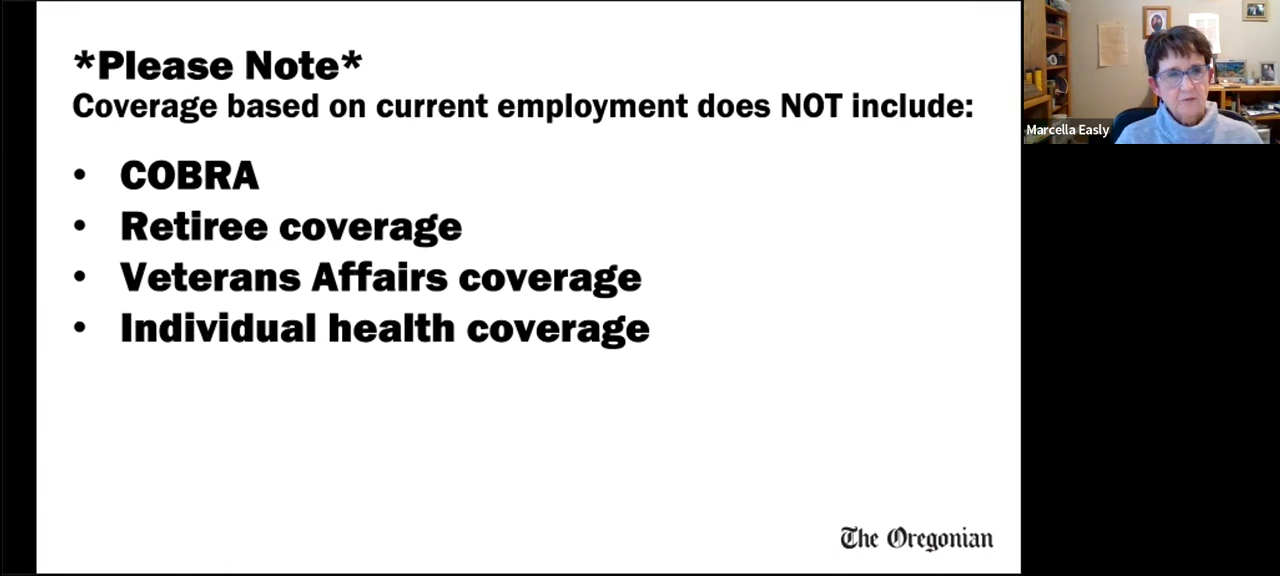 *Please Note*
Coverage based on current employment does NOT include:
• COBRA
• Retiree coverage
• Veterans Affairs coverage
• Individual health coverage
The Oregonian
Marcella Easly